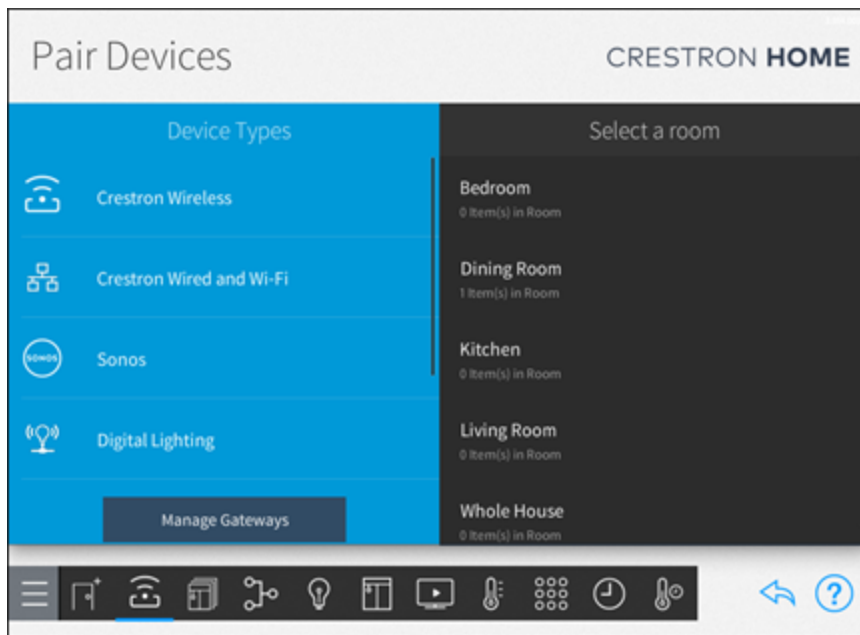 Pair Devices
CRESTRON HOME
Device Types
Select a room
Crestron Wireless
Bedroom
0 Item(s) in Room
Crestron Wired and Wi-Fi
Dining Room
1 Item(s) in Room
SONOS
Sonos
Kitchen
0 Item(s) in Room
Digital Lighting
Living Room
0 Item(s) in Room
Manage Gateways
Whole House
0 Item(s) in Room
?